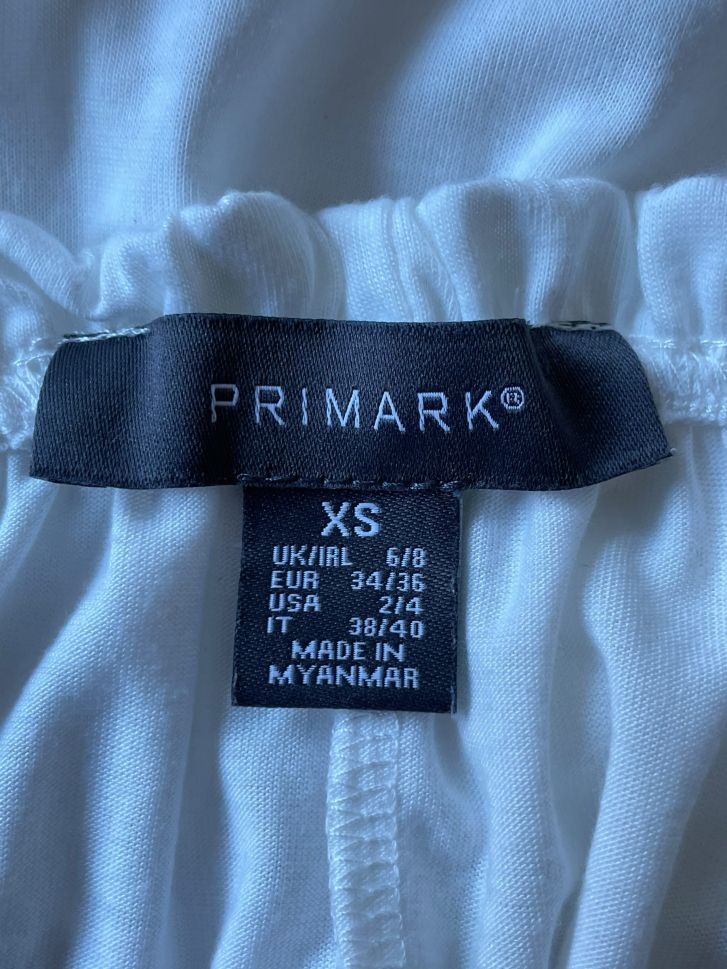 PRIMARK®
XS
UK/IRL 6/8
EUR 34/36
USA 2/4
IT 38/40
MADE IN
MYANMAR